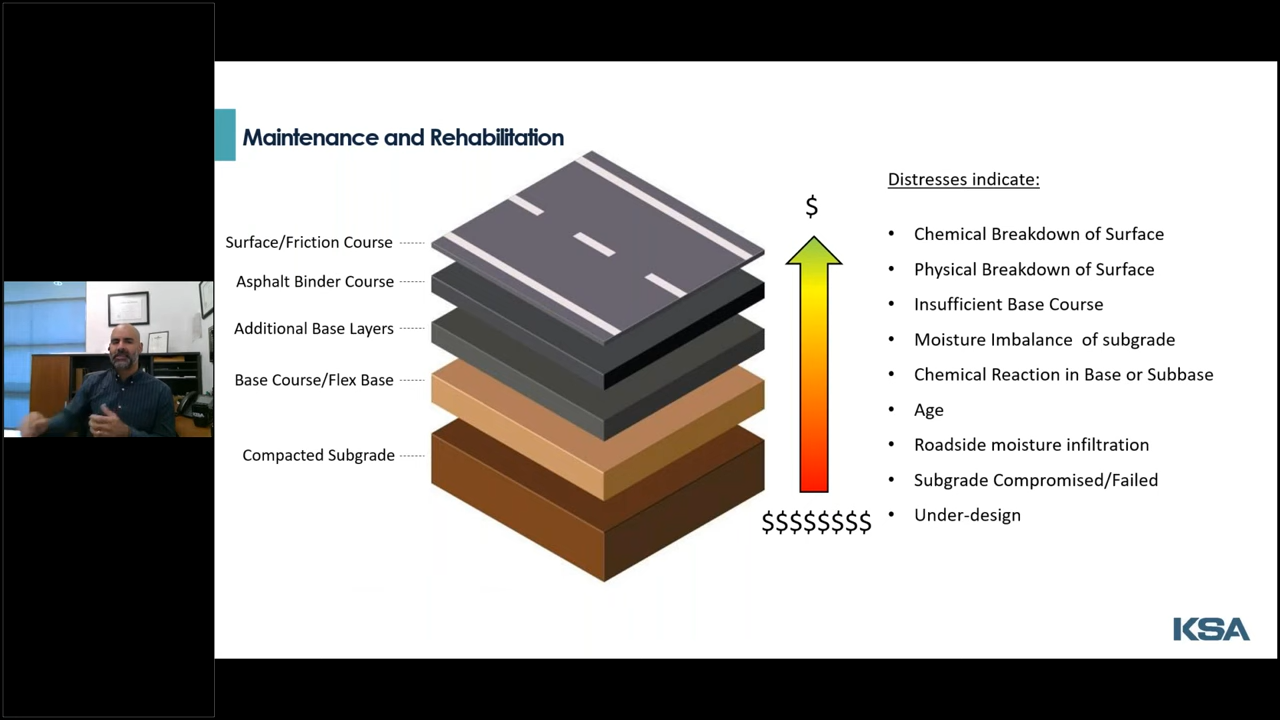 Maintenance and Rehabilitation
Surface/Friction Course
Asphalt Binder Course
Additional Base Layers
Base Course/Flex Base
Compacted Subgrade
$
$$$$$$$$
Distresses indicate:
• Chemical Breakdown of Surface
• Physical Breakdown of Surface
• Insufficient Base Course
• Moisture Imbalance of subgrade
• Chemical Reaction in Base or Subbase
• Age
• Roadside moisture infiltration
• Subgrade Compromised/Failed
• Under-design
KSA
KSA